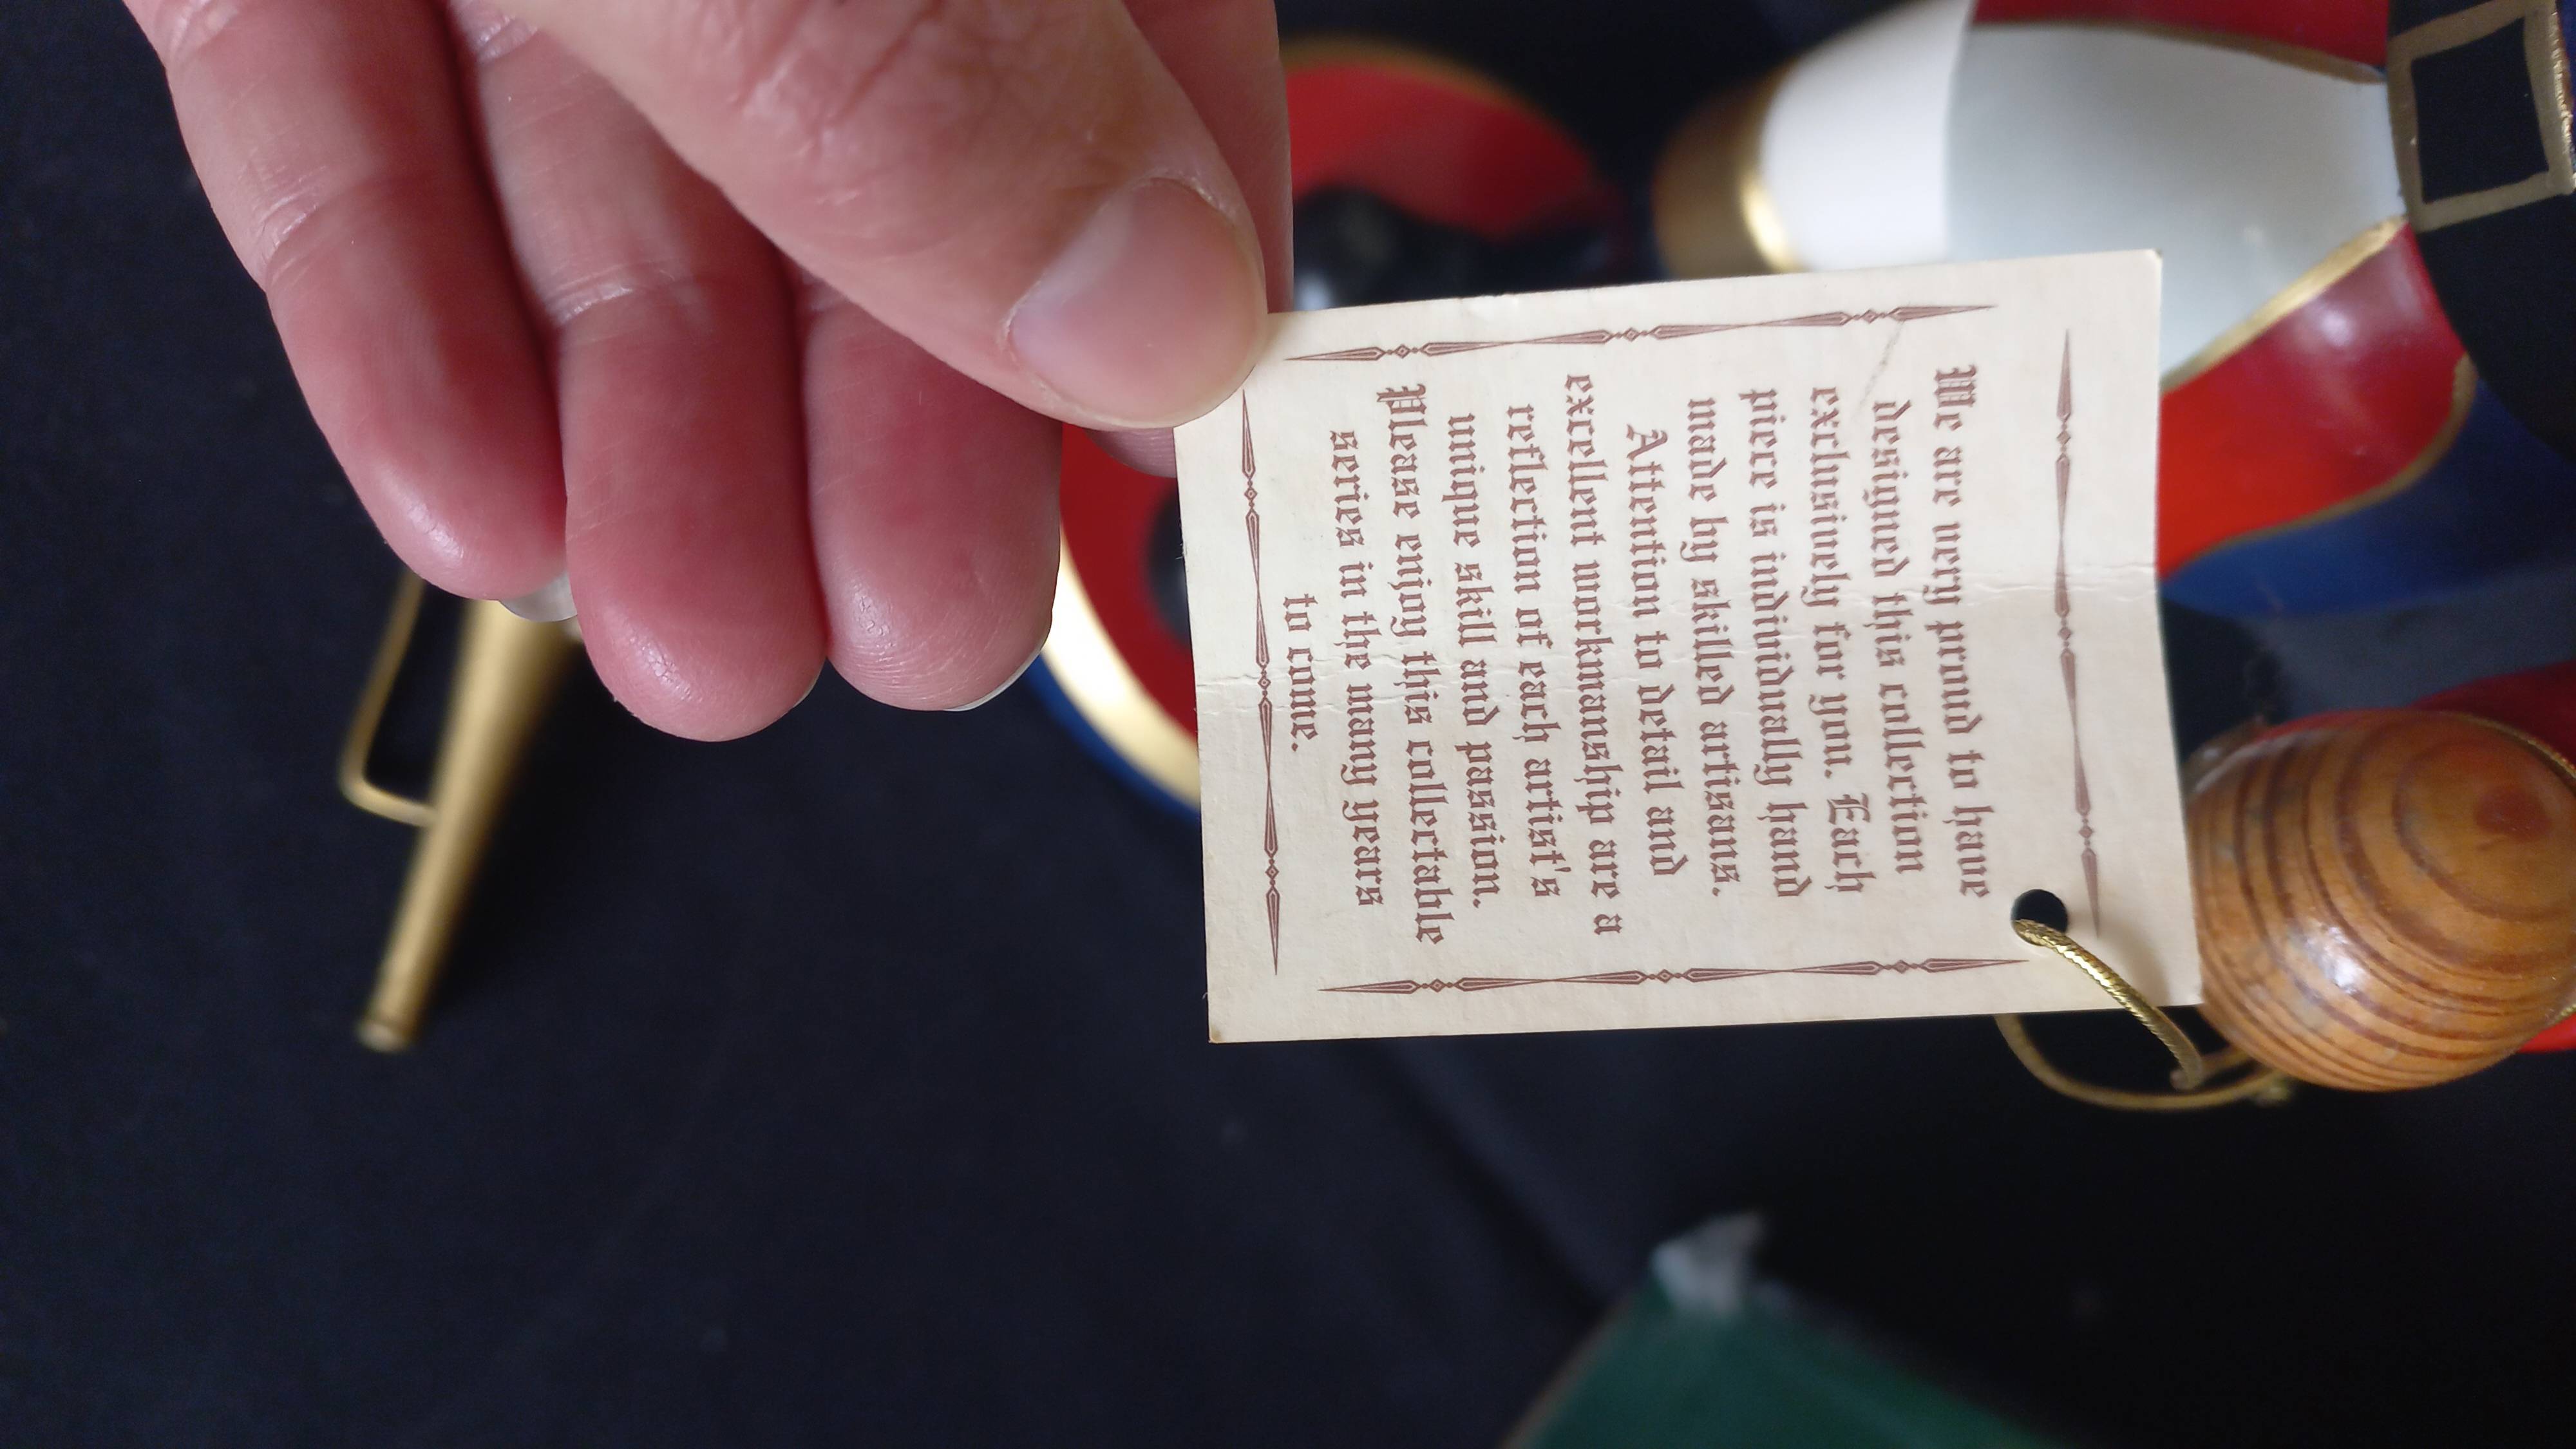 We are very proud to have
designed this collection
exclusively for you. Each
piece is individually hand
made by skilled artisans.
Attention to detail and
excellent workmanship are a
reflection of each artist's
unique skill and passion.
Please enjoy this collectable
series in the many years
to come.